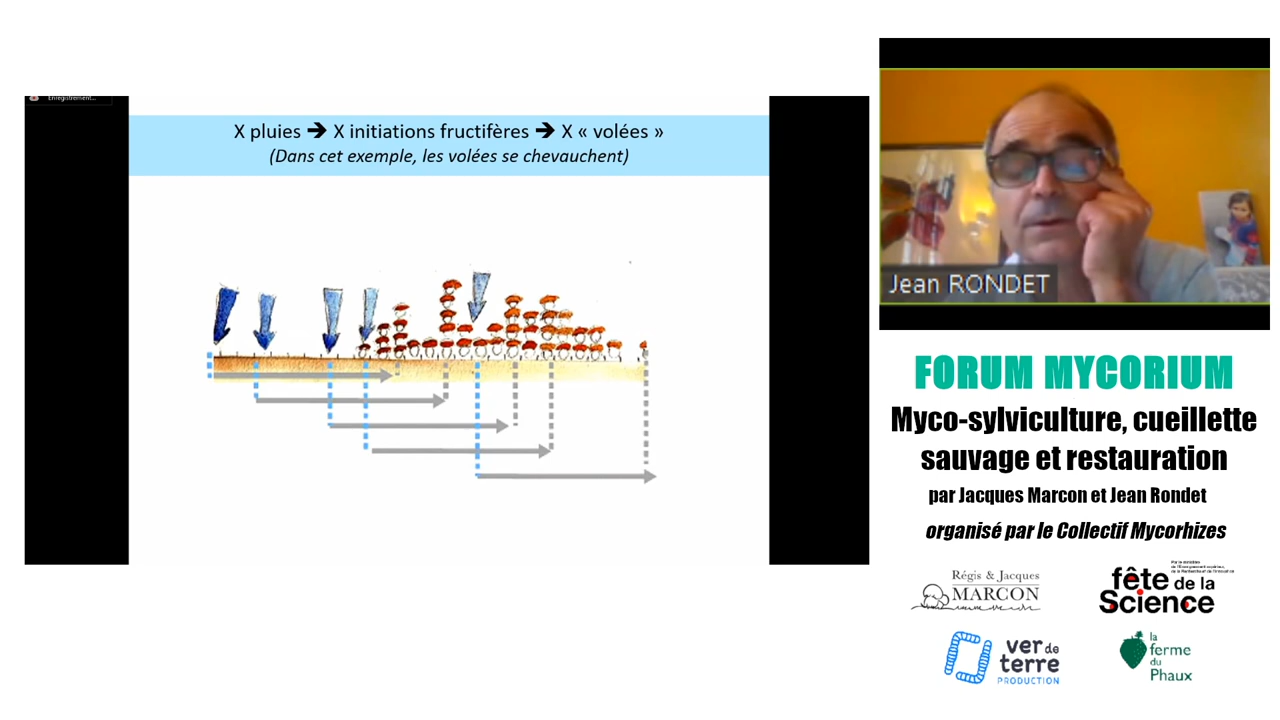 Enregistrement...
X pluies ➔ X initiations fructifères ➔ X « volées »
(Dans cet exemple, les volées se chevauchent)
Jean RONDET
FORUM MYCORIUM
Myco-sylviculture, cueillette
sauvage et restauration
par Jacques Marcon et Jean Rondet
organisé par le Collectif Mycorhizes
Régis & Jacques
MARCON
fête de la
Science
ver de
terre
PRODUCTION
la
ferme
du
Phaux